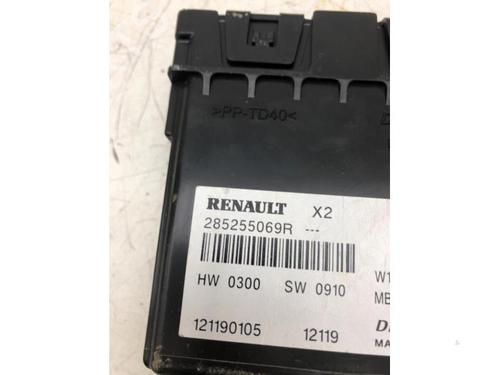 >PP-TD40<
RENAULT X2
285255069R ---
HW 0300 SW 0910
121190105 12119